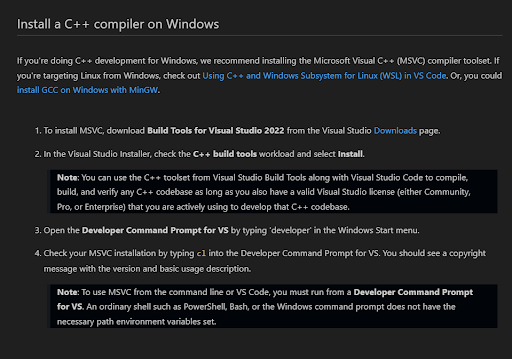 Install a C++ compiler on Windows
If you're doing C++ development for Windows, we recommend installing the Microsoft Visual C++ (MSVC) compiler toolset. If
you're targeting Linux from Windows, check out Using C++ and Windows Subsystem for Linux (WSL) in VS Code. Or, you could
install GCC on Windows with MinGW.
1. To install MSVC, download Build Tools for Visual Studio 2022 from the Visual Studio Downloads page.
2. In the Visual Studio Installer, check the C++ build tools workload and select Install.
Note: You can use the C++ toolset from Visual Studio Build Tools along with Visual Studio Code to compile,
build, and verify any C++ codebase as long as you also have a valid Visual Studio license (either Community,
Pro, or Enterprise) that you are actively using to develop that C++ codebase.
3. Open the Developer Command Prompt for VS by typing 'developer' in the Windows Start menu.
4. Check your MSVC installation by typing cl into the Developer Command Prompt for VS. You should see a copyright
message with the version and basic usage description.
Note: To use MSVC from the command line or VS Code, you must run from a Developer Command Prompt
for VS. An ordinary shell such as PowerShell, Bash, or the Windows command prompt does not have the
necessary path environment variables set.